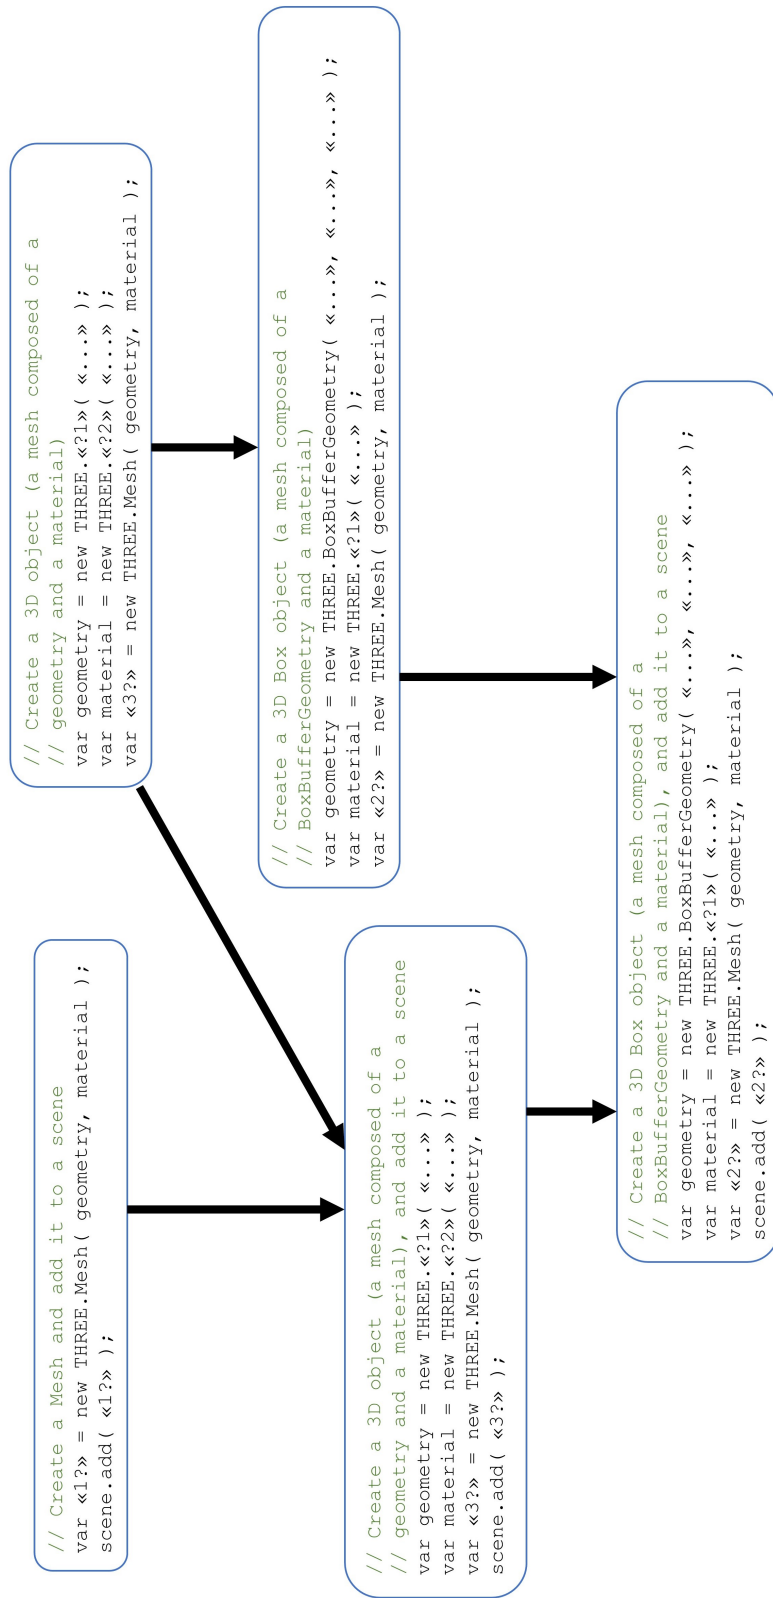 // Create a Mesh and add it to a scene
var «1?» = new THREE.Mesh( geometry, material );
scene.add( «1?» );
// Create a 3D object (a mesh composed of a
// geometry and a material)
var geometry = new THREE.«?1»( «...» );
var material = new THREE.«?2»( «...» );
var «3?» = new THREE.Mesh( geometry, material );
// Create a 3D object (a mesh composed of a
// geometry and a material), and add it to a scene
var geometry = new THREE.«?1»( «...» );
var material = new THREE.«?2»( «...» );
var «3?» = new THREE.Mesh( geometry, material );
scene.add( «3?» );
// Create a 3D Box object (a mesh composed of a
// BoxBufferGeometry and a material)
var geometry = new THREE.BoxBufferGeometry( «...», «...», «...» );
var material = new THREE.«?1»( «...» );
var «2?» = new THREE.Mesh( geometry, material );
// Create a 3D Box object (a mesh composed of a
// BoxBufferGeometry and a material), and add it to a scene
var geometry = new THREE.BoxBufferGeometry( «...», «...», «...» );
var material = new THREE.«?1»( «...» );
var «2?» = new THREE.Mesh( geometry, material );
scene.add( «2?» );